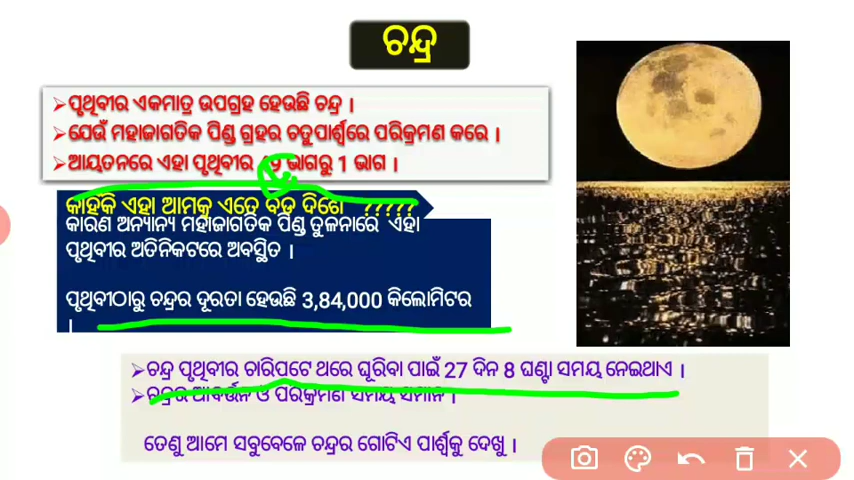 ଚନ୍ଦ୍ର
➢ପୃଥିବୀର ଏକମାତ୍ର ଉପଗ୍ରହ ହେଉଛି ଚନ୍ଦ୍ର ।
➢ଯେଉଁ ମହାଜାଗତିକ ପିଣ୍ଡ ଗ୍ରହର ଚତୁପାର୍ଶ୍ୱରେ ପରିକ୍ରମଣ କରେ ।
➢ଆୟତନରେ ଏହା ପୃଥିବୀର ଭାଗରୁ 1 ଭାଗ ।
କାହିଁକି ଏହା ଆମକୁ ଏତେ ବଡ଼ ଦିଶେ ?????
କାରଣ ଅନ୍ୟାନ୍ୟ ମହାଜାଗତିକ ପିଣ୍ଡ ତୁଳନାରେ ଏହା
ପୃଥିବୀର ଅତିନିକଟରେ ଅବସ୍ଥିତ ।
ପୃଥିବୀଠାରୁ ଚନ୍ଦ୍ରର ଦୂରତା ହେଉଛି 3,84,000 କିଲୋମିଟର
।
➢ଚନ୍ଦ୍ର ପୃଥିବୀର ଚାରିପଟେ ଥରେ ଘୂରିବା ପାଇଁ 27 ଦିନ 8 ଘଣ୍ଟା ସମୟ ନେଇଥାଏ ।
➢ଚନ୍ଦ୍ରର ଆବର୍ତ୍ତନ ଓ ପରିକ୍ରମଣ ସମୟ ସମାନ ।
ତେଣୁ ଆମେ ସବୁବେଳେ ଚନ୍ଦ୍ରର ଗୋଟିଏ ପାର୍ଶ୍ୱକୁ ଦେଖୁ ।